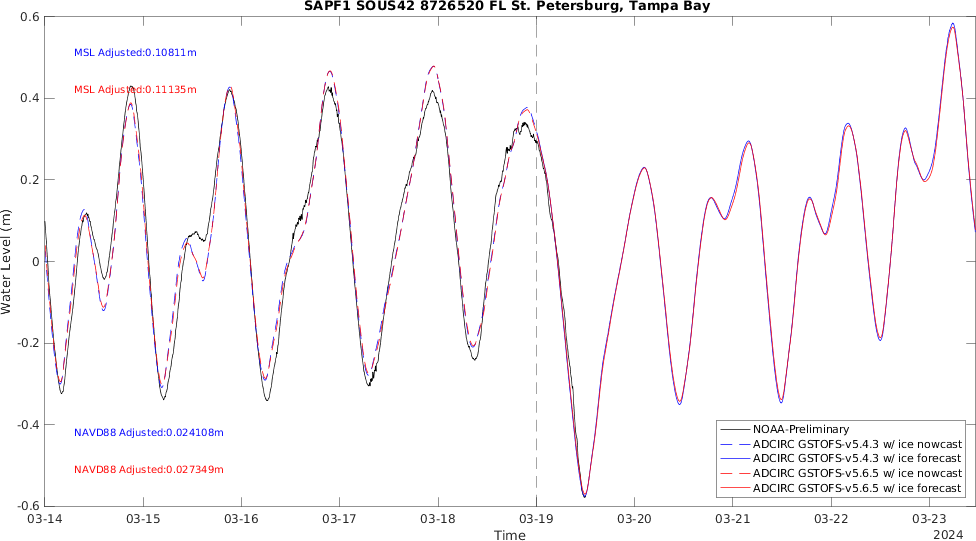 SAPF1 SOUS42 8726520 FL St. Petersburg, Tampa Bay
0.6
MSL Adjusted:0.10811m
MSL Adjusted:0.11135m
0.4
0.2
Water Level (m)
0
-0.2
-0.4
NAVD88 Adjusted:0.024108m
NAVD88 Adjusted:0.027349m
-0.6
NOAA-Preliminary
ADCIRC GSTOFS-v5.4.3 w/ ice nowcast
ADCIRC GSTOFS-v5.4.3 w/ ice forecast
ADCIRC GSTOFS-v5.6.5 w/ ice nowcast
ADCIRC GSTOFS-v5.6.5 w/ ice forecast
03-14 03-15 03-16 03-17 03-18 03-19 03-20 03-21 03-22 03-23
Time
2024